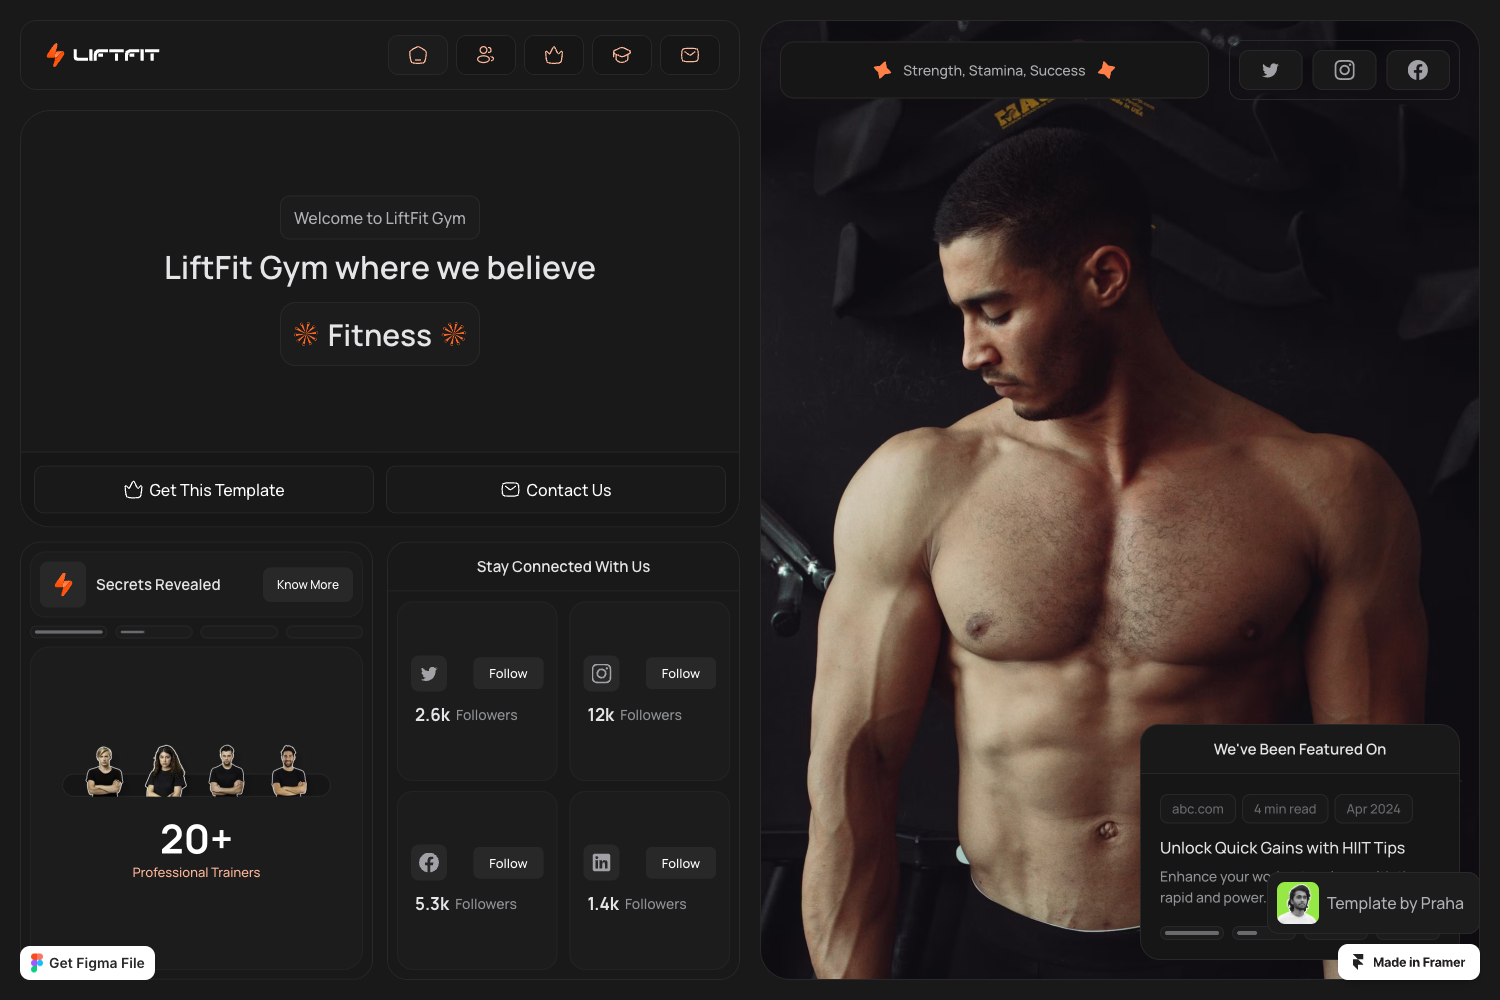 LIFTFIT
Welcome to LiftFit Gym
LiftFit Gym where we believe
Fitness
Get This Template
Contact Us
Secrets Revealed
Know More
20+
Professional Trainers
Get Figma File
Stay Connected With Us
Follow
2.6k Followers
Follow
12k Followers
Follow
5.3k Followers
Follow
1.4k Followers
Strength, Stamina, Success
We've Been Featured On
abc.com
4 min read
Apr 2024
Unlock Quick Gains with HIIT Tips
Enhance your
rapid and power.
Template by Praha
Made in Framer